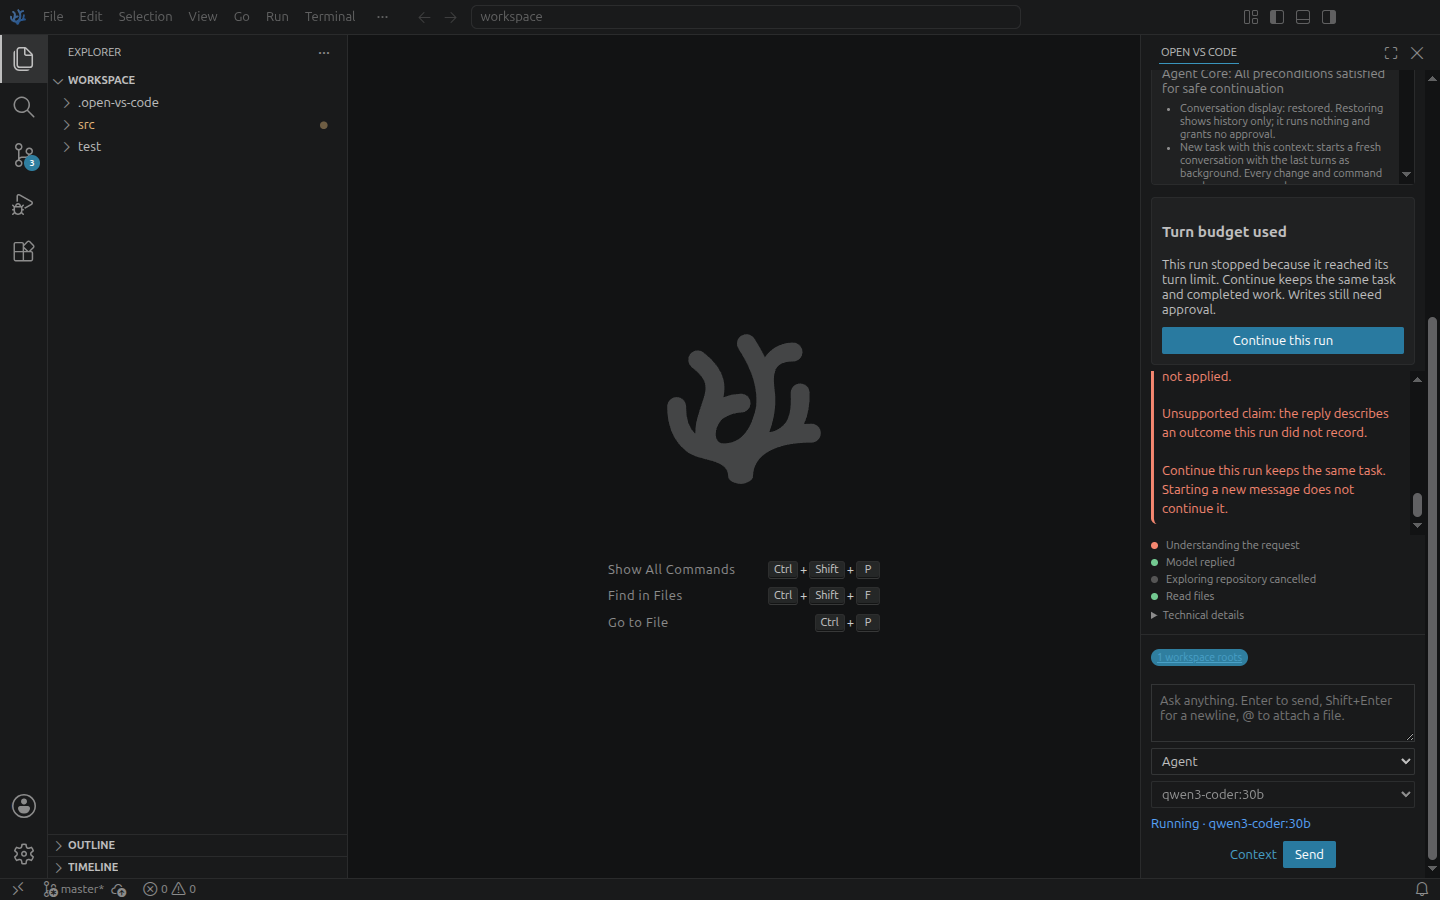 File Edit Selection View Go Run Terminal ··· workspace
EXPLORER
WORKSPACE
.open-vs-code
src
test
OUTLINE
TIMELINE
3
Show All Commands Ctrl + Shift + P
Find in Files Ctrl + Shift + F
Go to File Ctrl + P
OPEN VS CODE
Agent Core: All preconditions satisfied
for safe continuation
• Conversation display: restored. Restoring
shows history only; it runs nothing and
grants no approval.
• New task with this context: starts a fresh
conversation with the last turns as
background. Every change and command
Turn budget used
This run stopped because it reached its
turn limit. Continue keeps the same task
and completed work. Writes still need
approval.
Continue this run
not applied.
Unsupported claim: the reply describes
an outcome this run did not record.
Continue this run keeps the same task.
Starting a new message does not
continue it.
Understanding the request
Model replied
Exploring repository cancelled
Read files
Technical details
1 workspace roots
Ask anything. Enter to send, Shift+Enter
for a newline, @ to attach a file.
Agent
qwen3-coder:30b
Running · qwen3-coder:30b
Context Send
master* 0 0